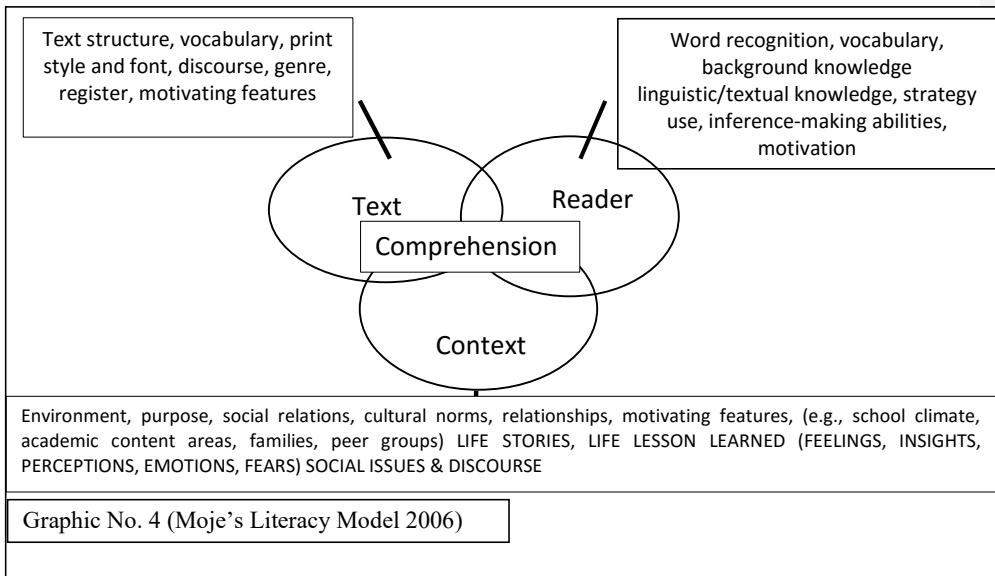 Text structure, vocabulary, print
style and font, discourse, genre,
register, motivating features
Word recognition, vocabulary,
background knowledge
linguistic/textual knowledge, strategy
use, inference-making abilities,
motivation
Text
Reader
Comprehension
Context
Environment, purpose, social relations, cultural norms, relationships, motivating features, (e.g., school climate,
academic content areas, families, peer groups) LIFE STORIES, LIFE LESSON LEARNED (FEELINGS, INSIGHTS,
PERCEPTIONS, EMOTIONS, FEARS) SOCIAL ISSUES & DISCOURSE
Graphic No. 4 (Moje’s Literacy Model 2006)